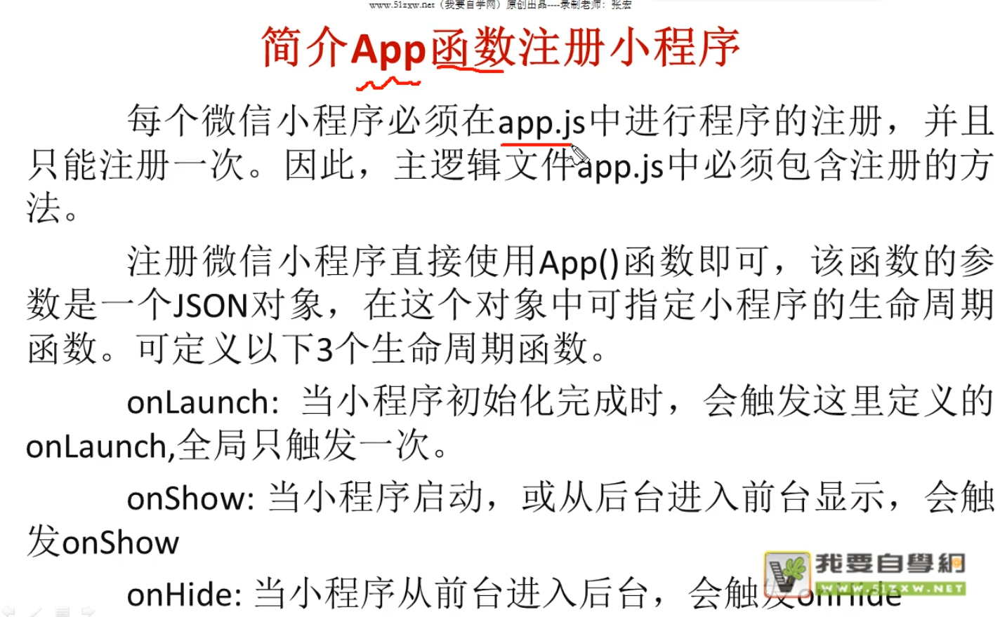 www.51zxw.net（我要自学网）原创出品----录制老师：张宏
简介App函数注册小程序
每个微信小程序必须在app.js中进行程序的注册，并且
只能注册一次。因此，主逻辑文件app.js中必须包含注册的方
法。
注册微信小程序直接使用App()函数即可，该函数的参
数是一个JSON对象，在这个对象中可指定小程序的生命周期
函数。可定义以下3个生命周期函数。
onLaunch: 当小程序初始化完成时，会触发这里定义的
onLaunch,全局只触发一次。
onShow: 当小程序启动，或从后台进入前台显示，会触
发onShow
onHide: 当小程序从前台进入后台，会触发onHide
我要自學網
WWW.51ZXW.NET